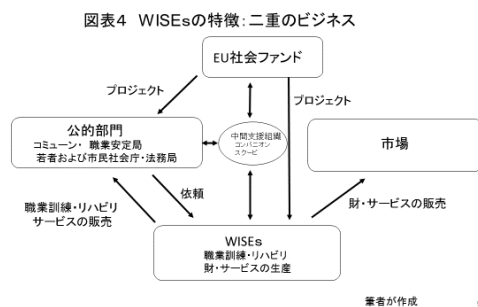 図表４　ＷＩＳＥｓの特徴：二重のビジネス
EU社会ファンド
プロジェクト
プロジェクト
公的部門
コミューン・ 職業安定局
若者および市民社会庁・法務局
中間支援組織
コンパニオン
スクービ
市場
依頼
職業訓練・リハビリ
サービスの販売
財・サービスの販売
WISEs
職業訓練・リハビリ
財・サービスの生産
筆者が作成